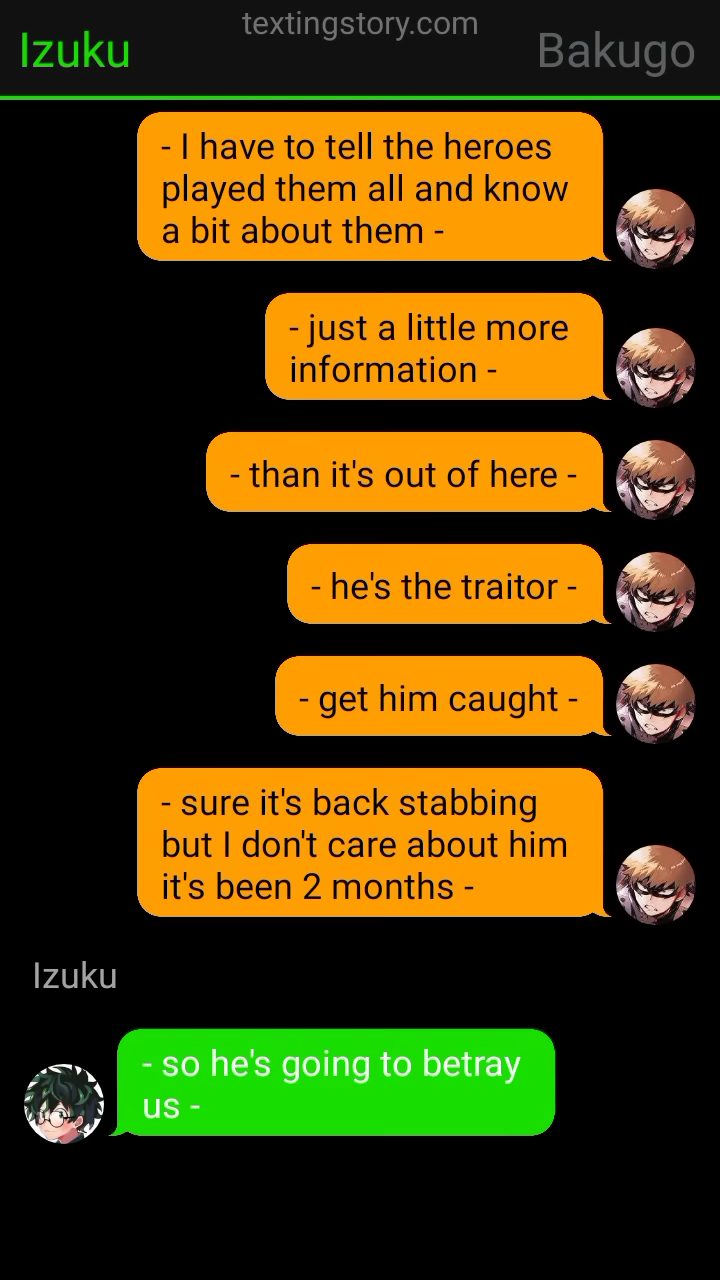 textingstory.com
Izuku
Bakugo
- I have to tell the heroes
played them all and know
a bit about them -
- just a little more
information -
- than it's out of here -
- he's the traitor -
- get him caught -
- sure it's back stabbing
but I don't care about him
it's been 2 months -
Izuku
- so he's going to betray
us -